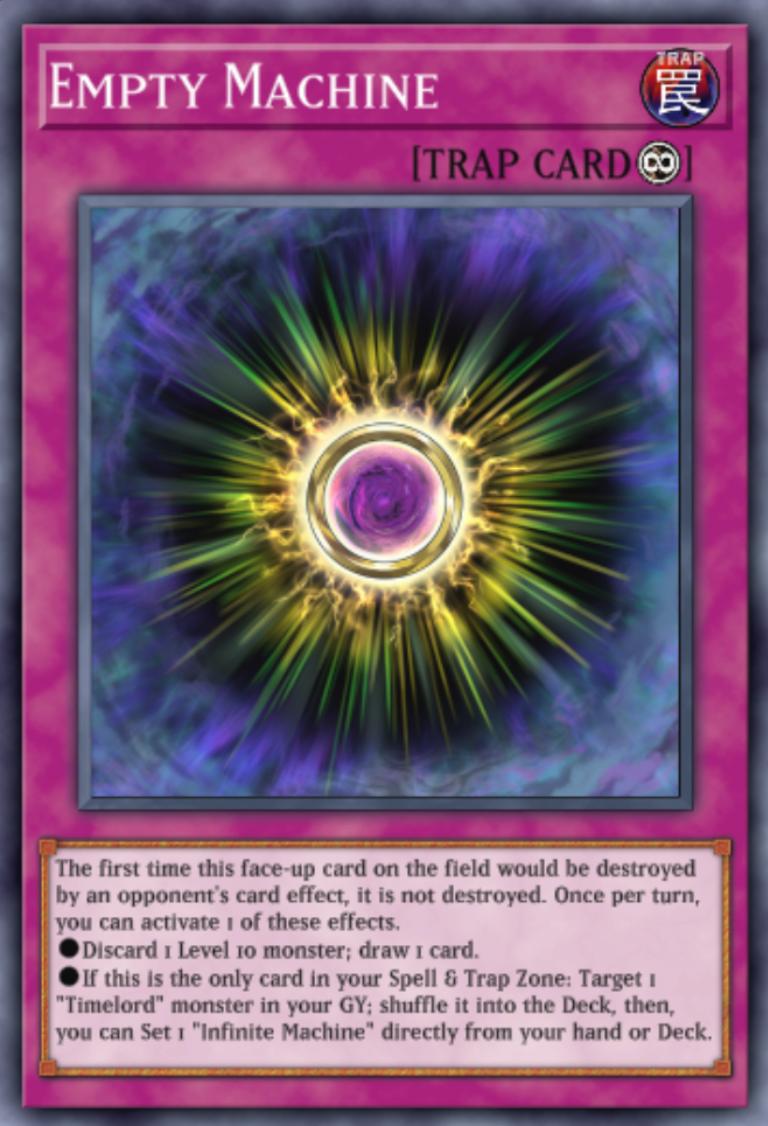 EMPTY MACHINE
TRAP
罠
[TRAP CARD]
The first time this face-up card on the field would be destroyed
by an opponent's card effect, it is not destroyed. Once per turn,
you can activate 1 of these effects.
●Discard 1 Level 10 monster; draw 1 card.
●If this is the only card in your Spell & Trap Zone: Target 1
"Timelord" monster in your GY; shuffle it into the Deck, then,
you can Set 1 "Infinite Machine" directly from your hand or Deck.